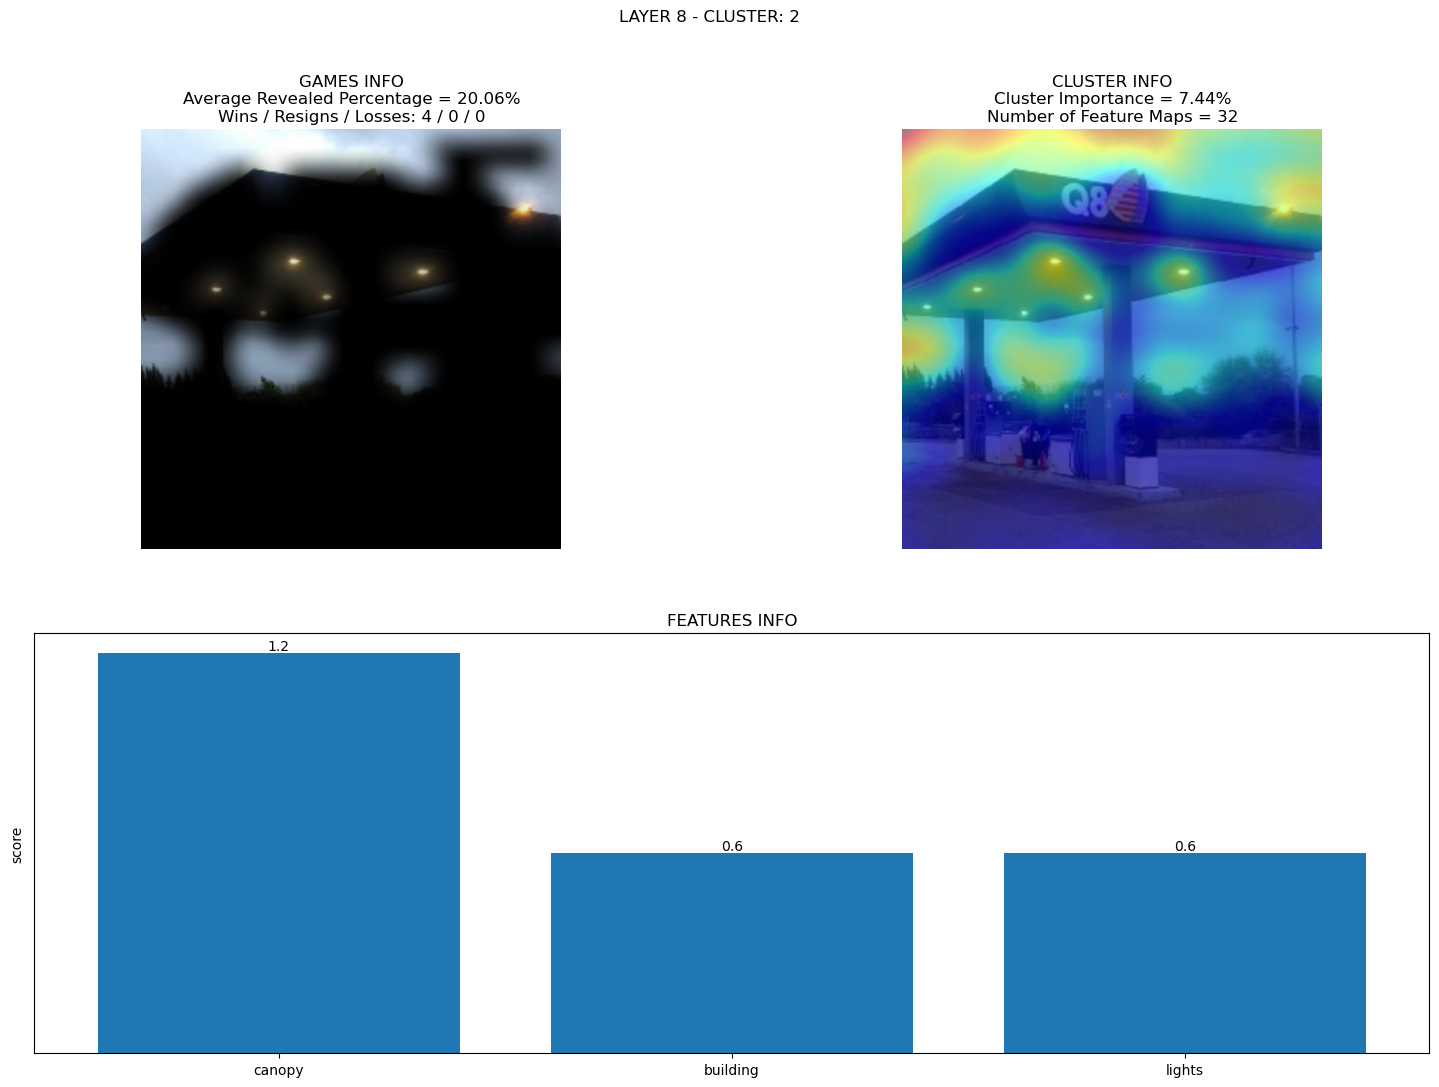 LAYER 8 - CLUSTER: 2
GAMES INFO
Average Revealed Percentage = 20.06%
Wins / Resigns / Losses: 4 / 0 / 0
CLUSTER INFO
Cluster Importance = 7.44%
Number of Feature Maps = 32
Q8
FEATURES INFO
score
1.2
0.6
0.6
canopy
building
lights